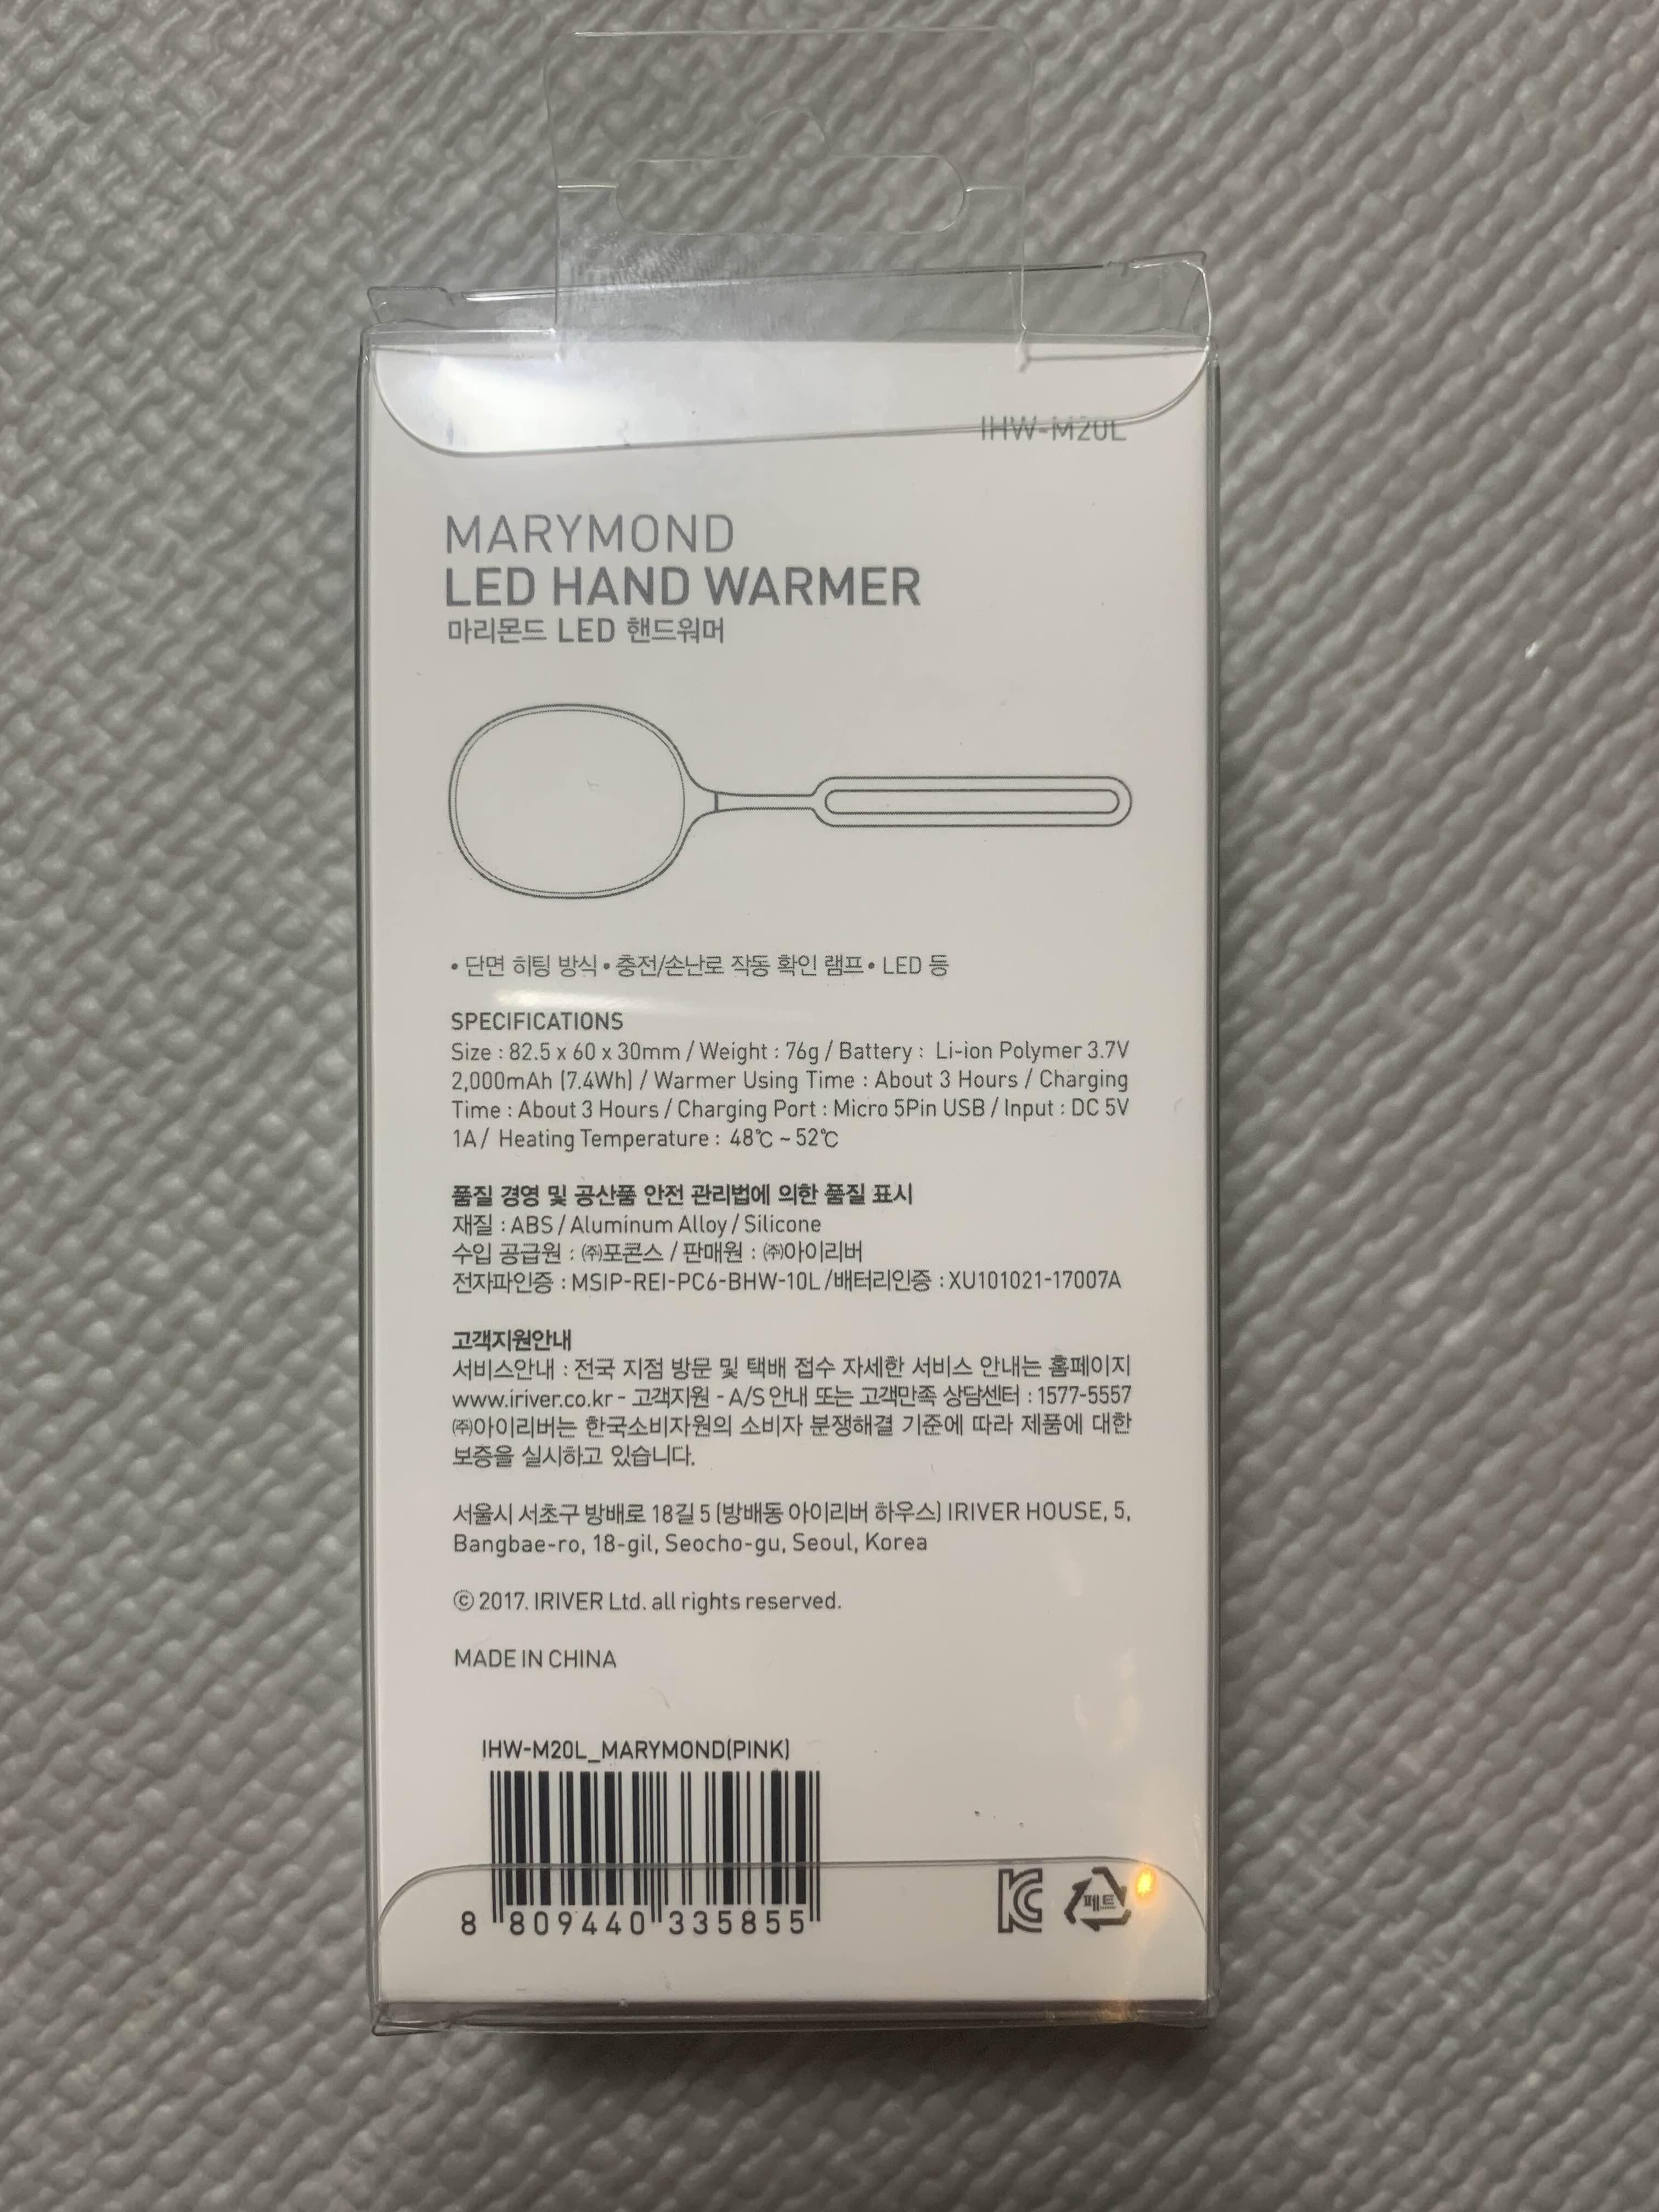 IHW-M20L
MARYMOND
LED HAND WARMER
마리몬드 LED 핸드워머
• 단면 히팅 방식 • 충전/손난로 작동 확인 램프 • LED 등
SPECIFICATIONS
Size : 82.5 x 60 x 30mm / Weight : 76g / Battery : Li-ion Polymer 3.7V
2,000mAh (7.4Wh) / Warmer Using Time : About 3 Hours / Charging
Time : About 3 Hours / Charging Port : Micro 5Pin USB / Input : DC 5V
1A / Heating Temperature : 48℃ ~ 52℃
품질 경영 및 공산품 안전 관리법에 의한 품질 표시
재질 : ABS / Aluminum Alloy / Silicone
수입 공급원 : ㈜포콘스 / 판매원 : ㈜아이리버
전자파인증 : MSIP-REI-PC6-BHW-10L /배터리인증 : XU101021-17007A
고객지원안내
서비스안내 : 전국 지점 방문 및 택배 접수 자세한 서비스 안내는 홈페이지
www.iriver.co.kr - 고객지원 - A/S 안내 또는 고객만족 상담센터 : 1577-5557
㈜아이리버는 한국소비자원의 소비자 분쟁해결 기준에 따라 제품에 대한
보증을 실시하고 있습니다.
서울시 서초구 방배로 18길 5 (방배동 아이리버 하우스) IRIVER HOUSE, 5,
Bangbae-ro, 18-gil, Seocho-gu, Seoul, Korea
ⓒ 2017. IRIVER Ltd. all rights reserved.
MADE IN CHINA
IHW-M20L_MARYMOND(PINK)
8 809440 335855
KC 페트